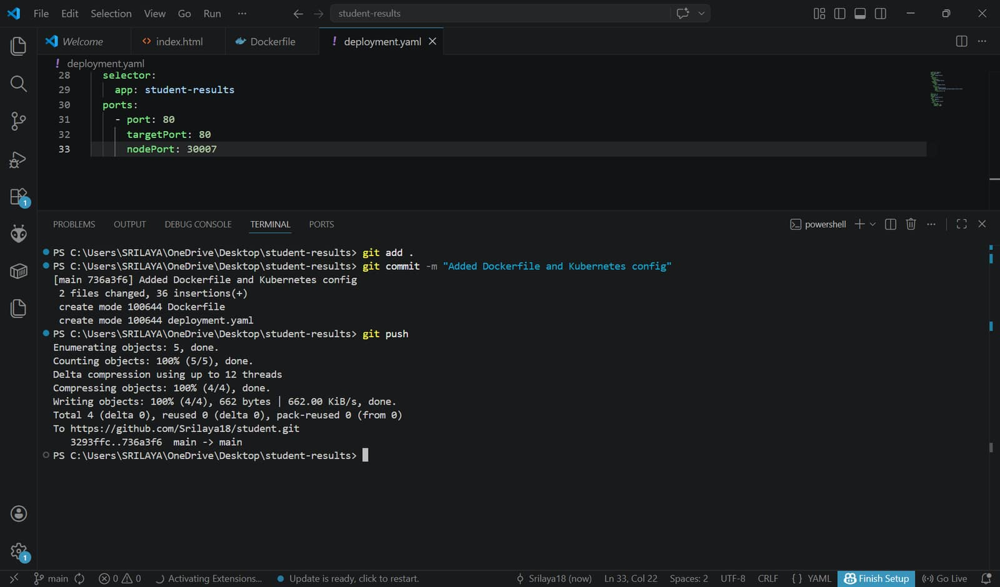 File Edit Selection View Go Run ··· student-results
Welcome index.html Dockerfile ! deployment.yaml
! deployment.yaml
28 selector:
29 app: student-results
30 ports:
31 - port: 80
32 targetPort: 80
33 nodePort: 30007
PROBLEMS OUTPUT DEBUG CONSOLE TERMINAL PORTS powershell
PS C:\Users\SRILAYA\OneDrive\Desktop\student-results> git add .
PS C:\Users\SRILAYA\OneDrive\Desktop\student-results> git commit -m "Added Dockerfile and Kubernetes config"
[main 736a3f6] Added Dockerfile and Kubernetes config
2 files changed, 36 insertions(+)
create mode 100644 Dockerfile
create mode 100644 deployment.yaml
PS C:\Users\SRILAYA\OneDrive\Desktop\student-results> git push
Enumerating objects: 5, done.
Counting objects: 100% (5/5), done.
Delta compression using up to 12 threads
Compressing objects: 100% (4/4), done.
Writing objects: 100% (4/4), 662 bytes | 662.00 KiB/s, done.
Total 4 (delta 0), reused 0 (delta 0), pack-reused 0 (from 0)
To https://github.com/Srilaya18/student.git
3293ffc..736a3f6 main -> main
PS C:\Users\SRILAYA\OneDrive\Desktop\student-results>
1
1
main 0 0 Activating Extensions... Update is ready, click to restart. Srilaya18 (now) Ln 33, Col 22 Spaces: 2 UTF-8 CRLF { } YAML Finish Setup Go Live